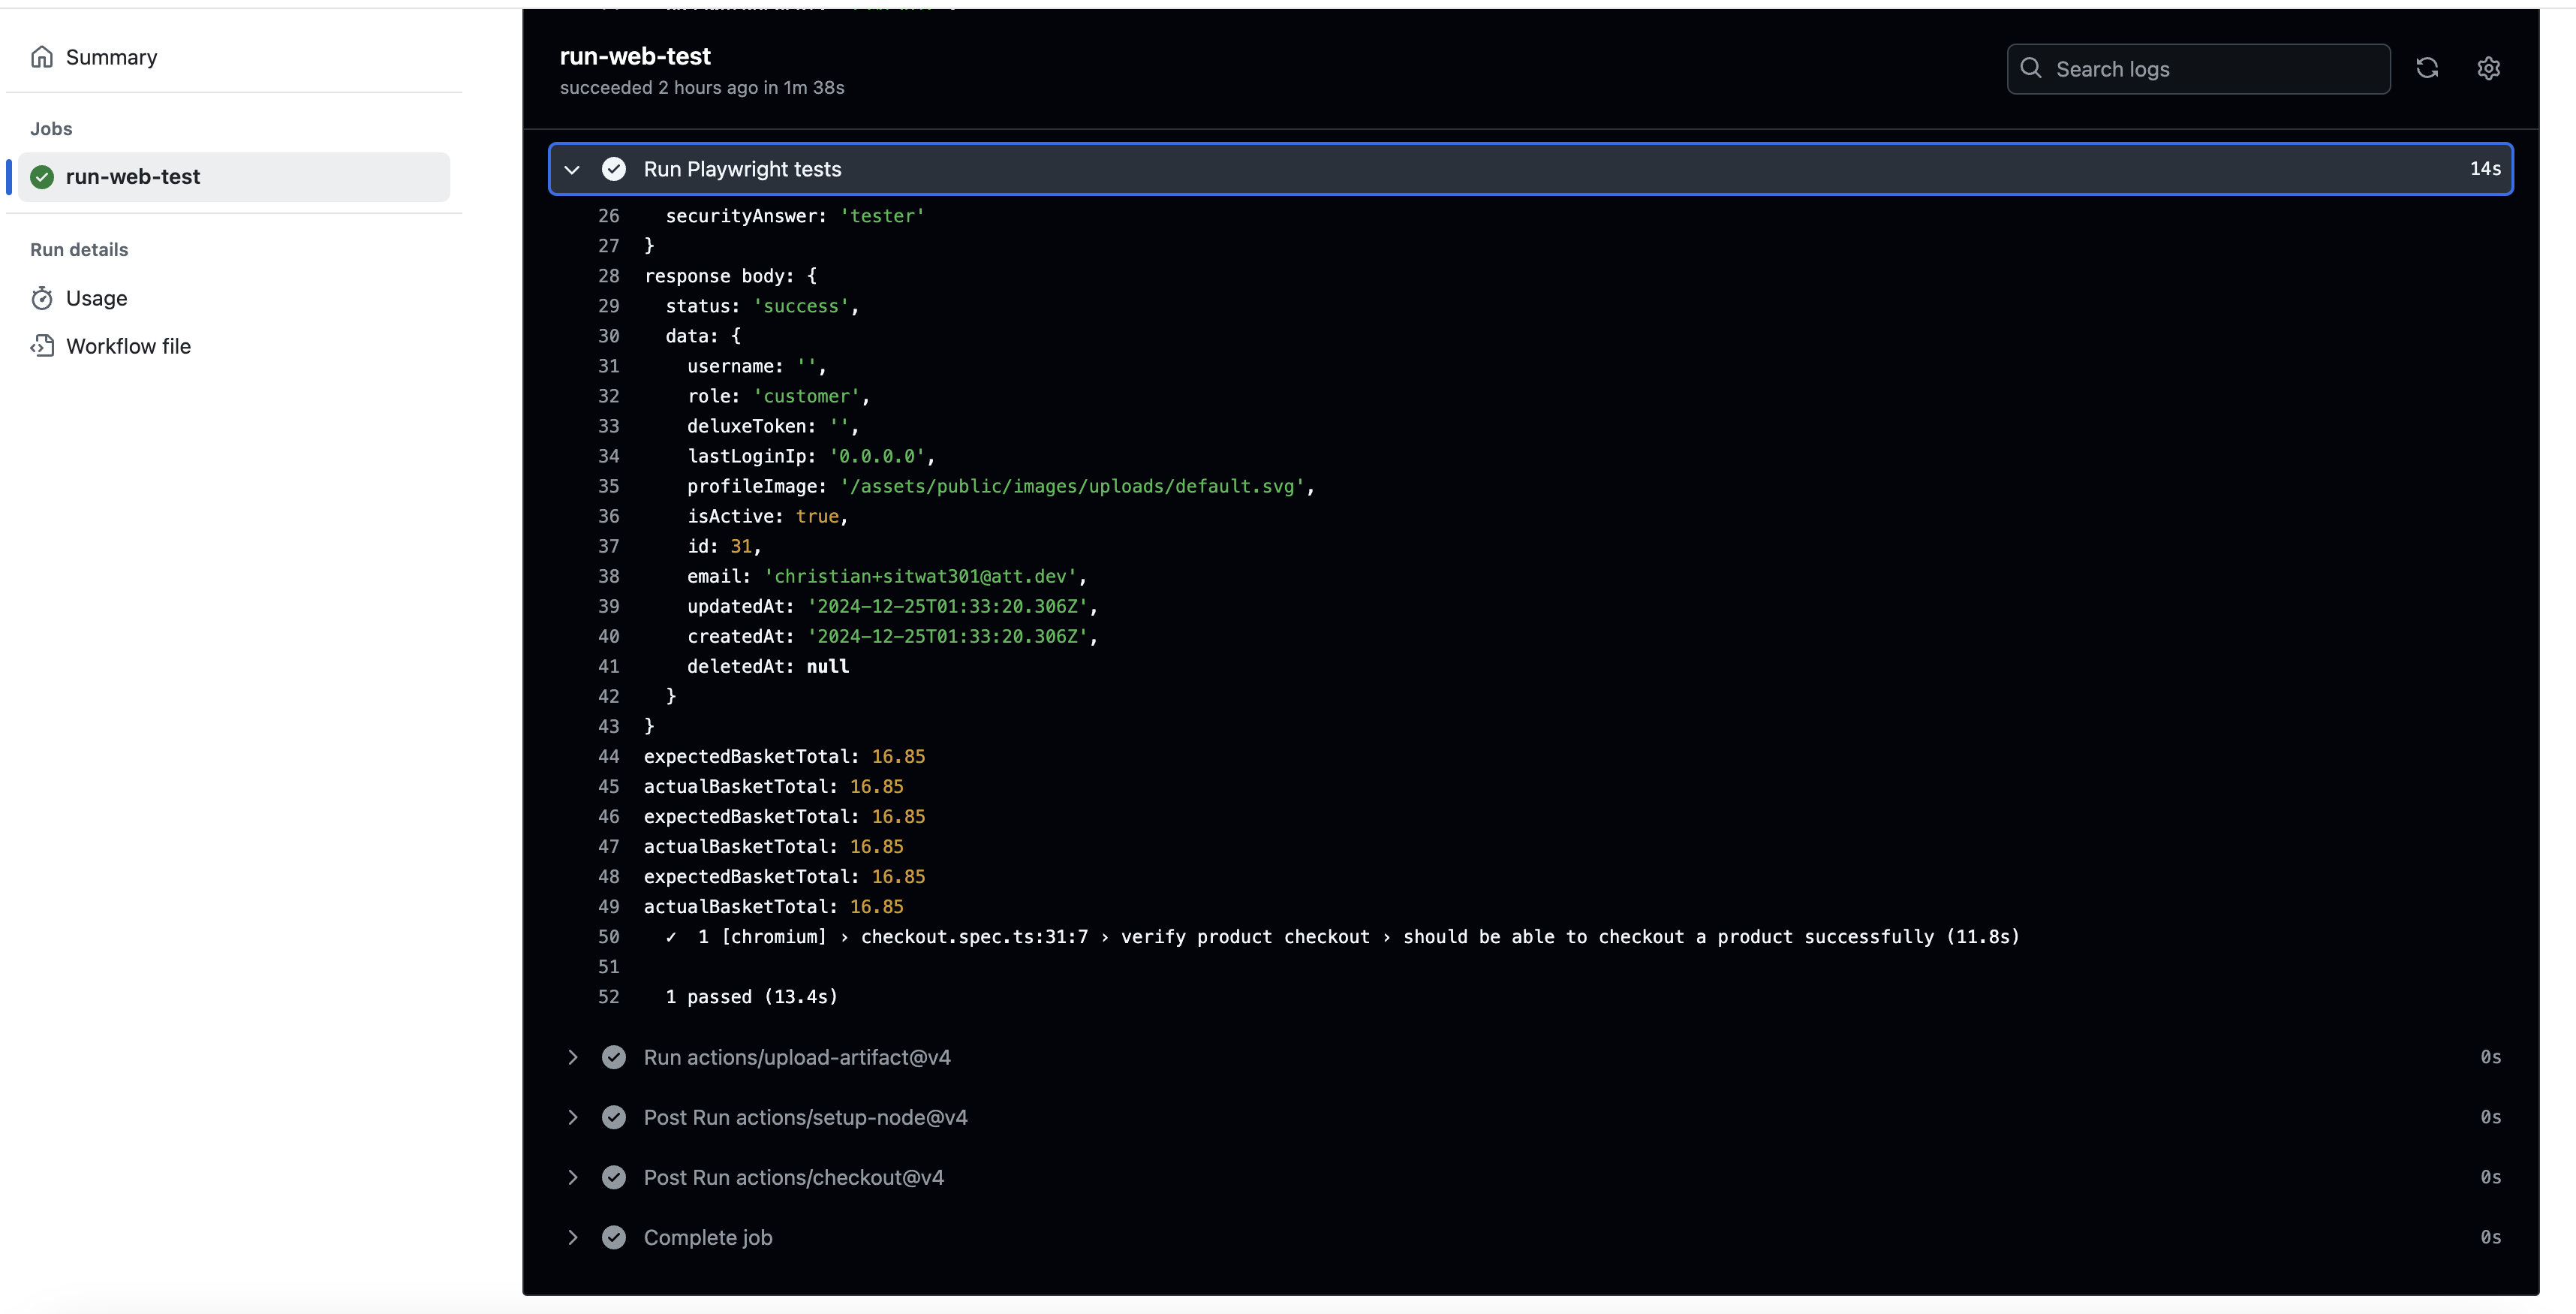 Summary
Jobs
run-web-test
Run details
Usage
Workflow file
run-web-test
succeeded 2 hours ago in 1m 38s
Search logs
Run Playwright tests 14s
26 securityAnswer: 'tester'
27 }
28 response body: {
29 status: 'success',
30 data: {
31 username: '',
32 role: 'customer',
33 deluxeToken: '',
34 lastLoginIp: '0.0.0.0',
35 profileImage: '/assets/public/images/uploads/default.svg',
36 isActive: true,
37 id: 31,
38 email: 'christian+sitwat301@att.dev',
39 updatedAt: '2024-12-25T01:33:20.306Z',
40 createdAt: '2024-12-25T01:33:20.306Z',
41 deletedAt: null
42 }
43 }
44 expectedBasketTotal: 16.85
45 actualBasketTotal: 16.85
46 expectedBasketTotal: 16.85
47 actualBasketTotal: 16.85
48 expectedBasketTotal: 16.85
49 actualBasketTotal: 16.85
50 ✓ 1 [chromium] › checkout.spec.ts:31:7 › verify product checkout › should be able to checkout a product successfully (11.8s)
51
52 1 passed (13.4s)
Run actions/upload-artifact@v4 0s
Post Run actions/setup-node@v4 0s
Post Run actions/checkout@v4 0s
Complete job 0s